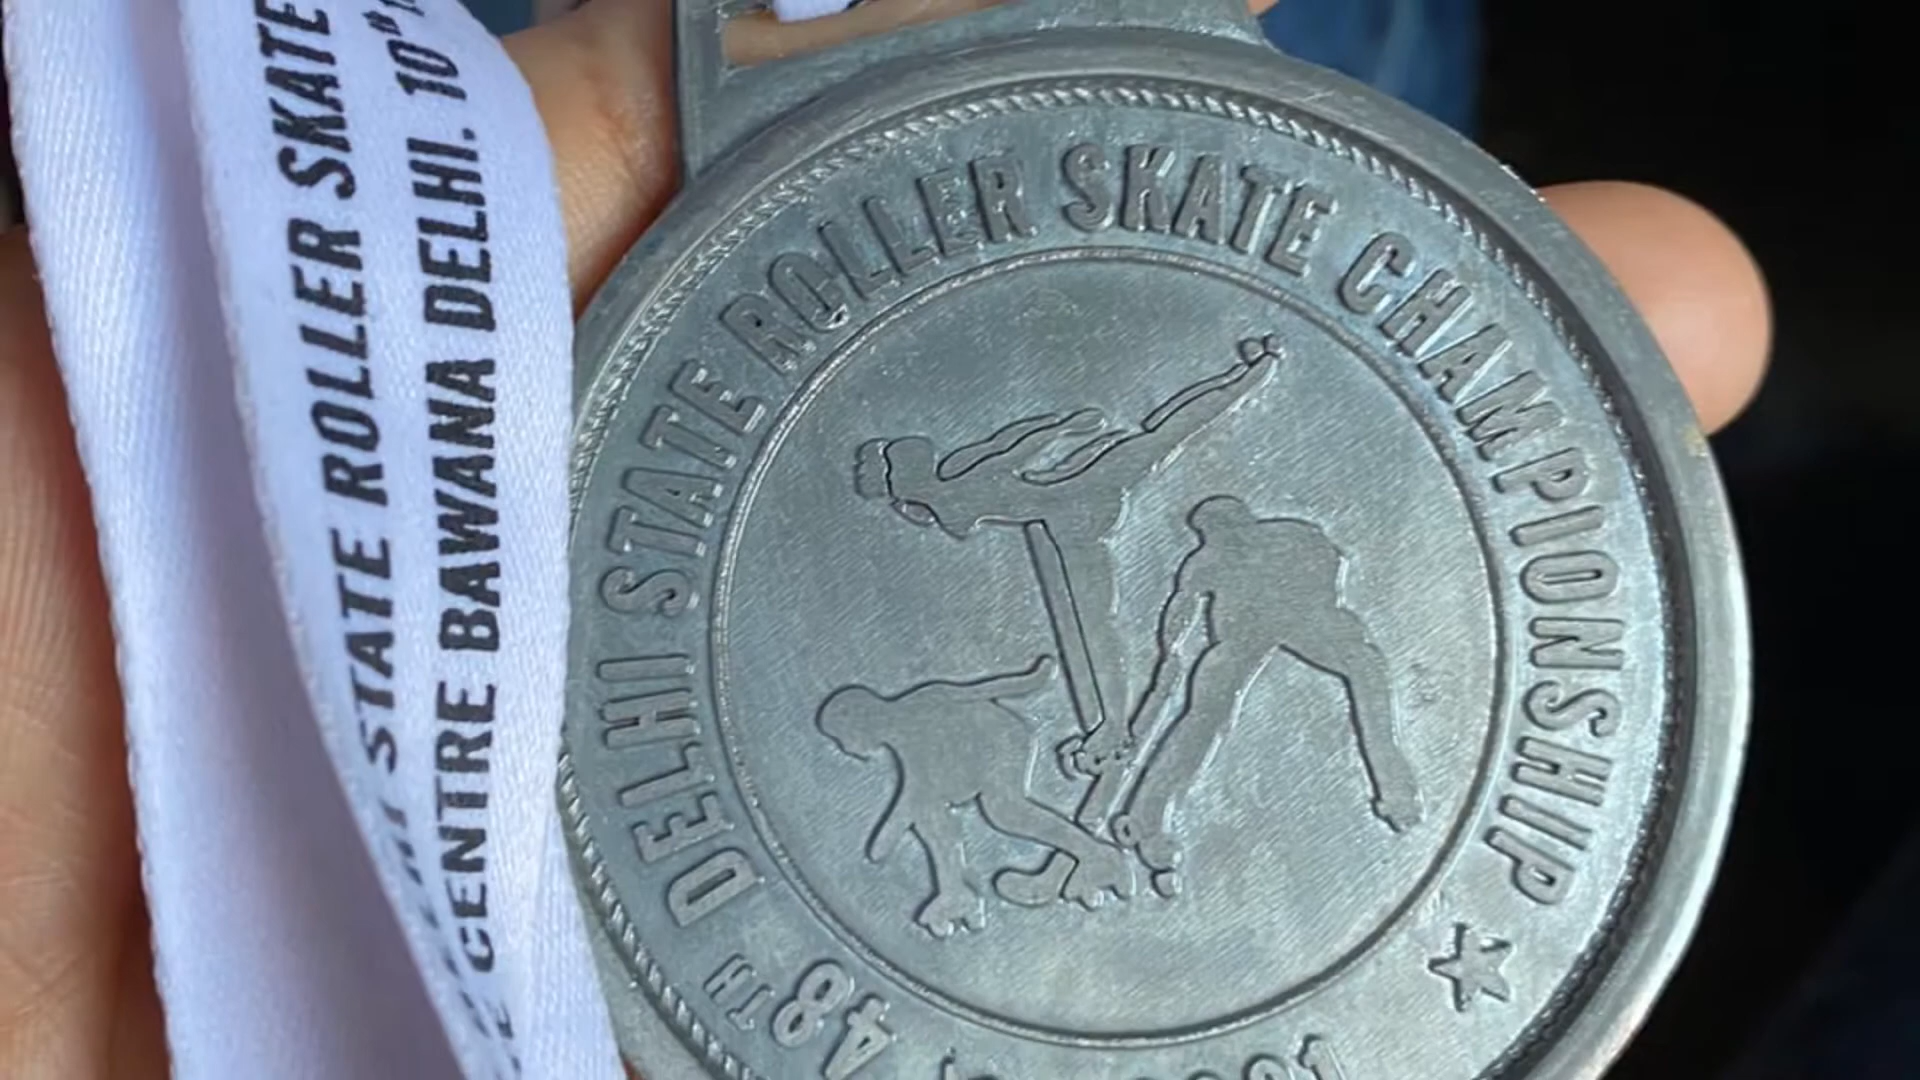 STATE ROLLER SKATE
CENTRE BAWANA DELHI. 10
48TH DELHI STATE ROLLER SKATE CHAMPIONSHIP